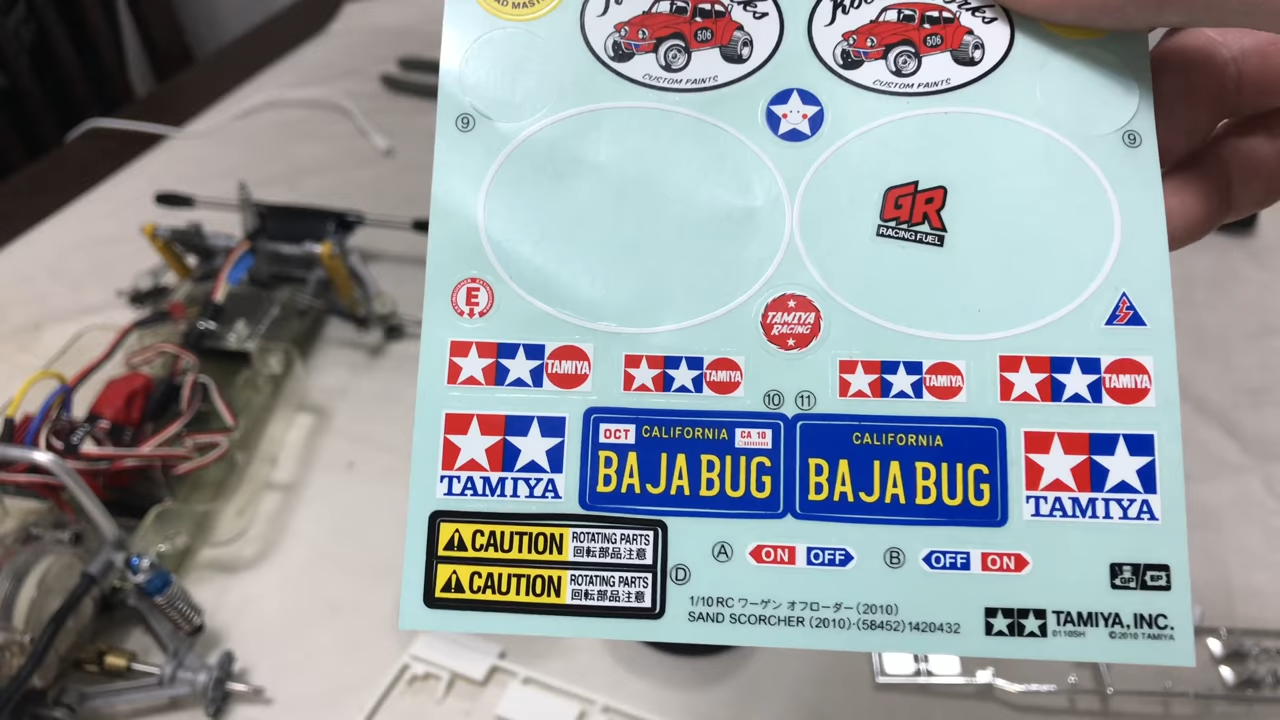 506
CUSTOM PAINTS
506
CUSTOM PAINTS
9
9
GR
RACING FUEL
E
TAMIYA
RACING
TAMIYA
TAMIYA
TAMIYA
TAMIYA
10
11
OCT
CALIFORNIA
CA 10
BAJA BUG
CALIFORNIA
BAJA BUG
TAMIYA
TAMIYA
CAUTION ROTATING PARTS
回転部品注意
CAUTION ROTATING PARTS
回転部品注意
D
A
ON OFF
B
OFF ON
GP EP
1/10 RC ワーゲン オフローダー (2010)
SAND SCORCHER (2010)·(58452) 1420432
TAMIYA, INC.
0110SH ©2010 TAMIYA